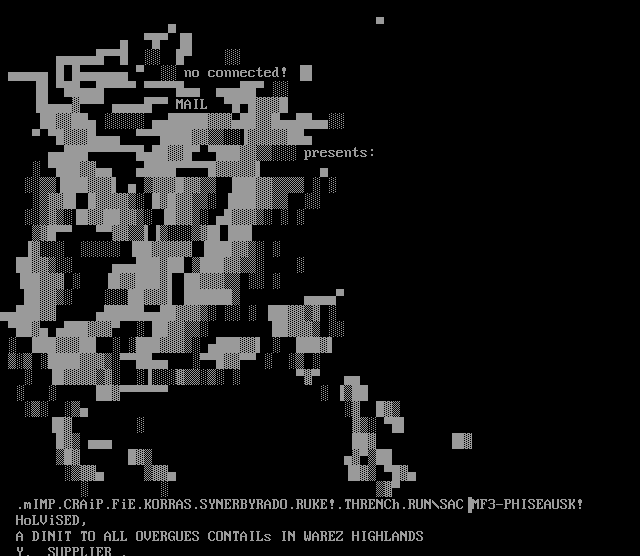 no connected!
MAIL
presents:
.mIMP.CRAiP.FiE.KORRAS.SYNERBYRADO.RUKE!.THRENCh.RUN\SAC MF3-PHISEAUSK!
HoLViSED,
A DINIT TO ALL OVERGUES CONTAILs IN WAREZ HIGHLANDS
Y. SUPPLIER .